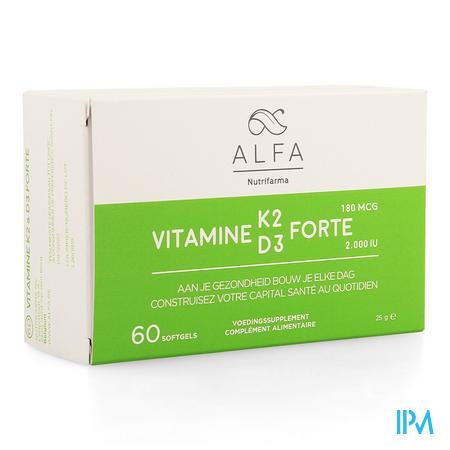 ALFA
Nutrifarma
VITAMINE K2 D3 FORTE
180 MCG
2.000 IU
AAN JE GEZONDHEID BOUW JE ELKE DAG
CONSTRUISEZ VOTRE CAPITAL SANTÉ AU QUOTIDIEN
60 SOFTGELS
VOEDINGSSUPPLEMENT
COMPLÉMENT ALIMENTAIRE
25 g e
VITAMINE K2 & D3 FORTE
IPM